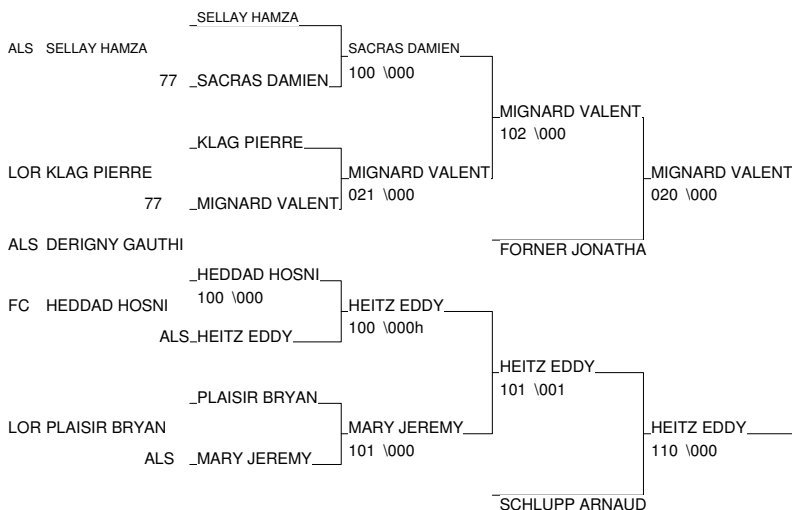 SELLAY HAMZA
ALS SELLAY HAMZA
SACRAS DAMIEN
100 \000
77 SACRAS DAMIEN
MIGNARD VALENT
102 \000
KLAG PIERRE
LOR KLAG PIERRE
MIGNARD VALENT
021 \000
MIGNARD VALENT
020 \000
77 MIGNARD VALENT
ALS DERIGNY GAUTHI
FORNER JONATHA
HEDDAD HOSNI
100 \000
FC HEDDAD HOSNI
HEITZ EDDY
100 \000h
ALS HEITZ EDDY
HEITZ EDDY
101 \001
PLAISIR BRYAN
LOR PLAISIR BRYAN
MARY JEREMY
101 \000
HEITZ EDDY
110 \000
ALS MARY JEREMY
SCHLUPP ARNAUD